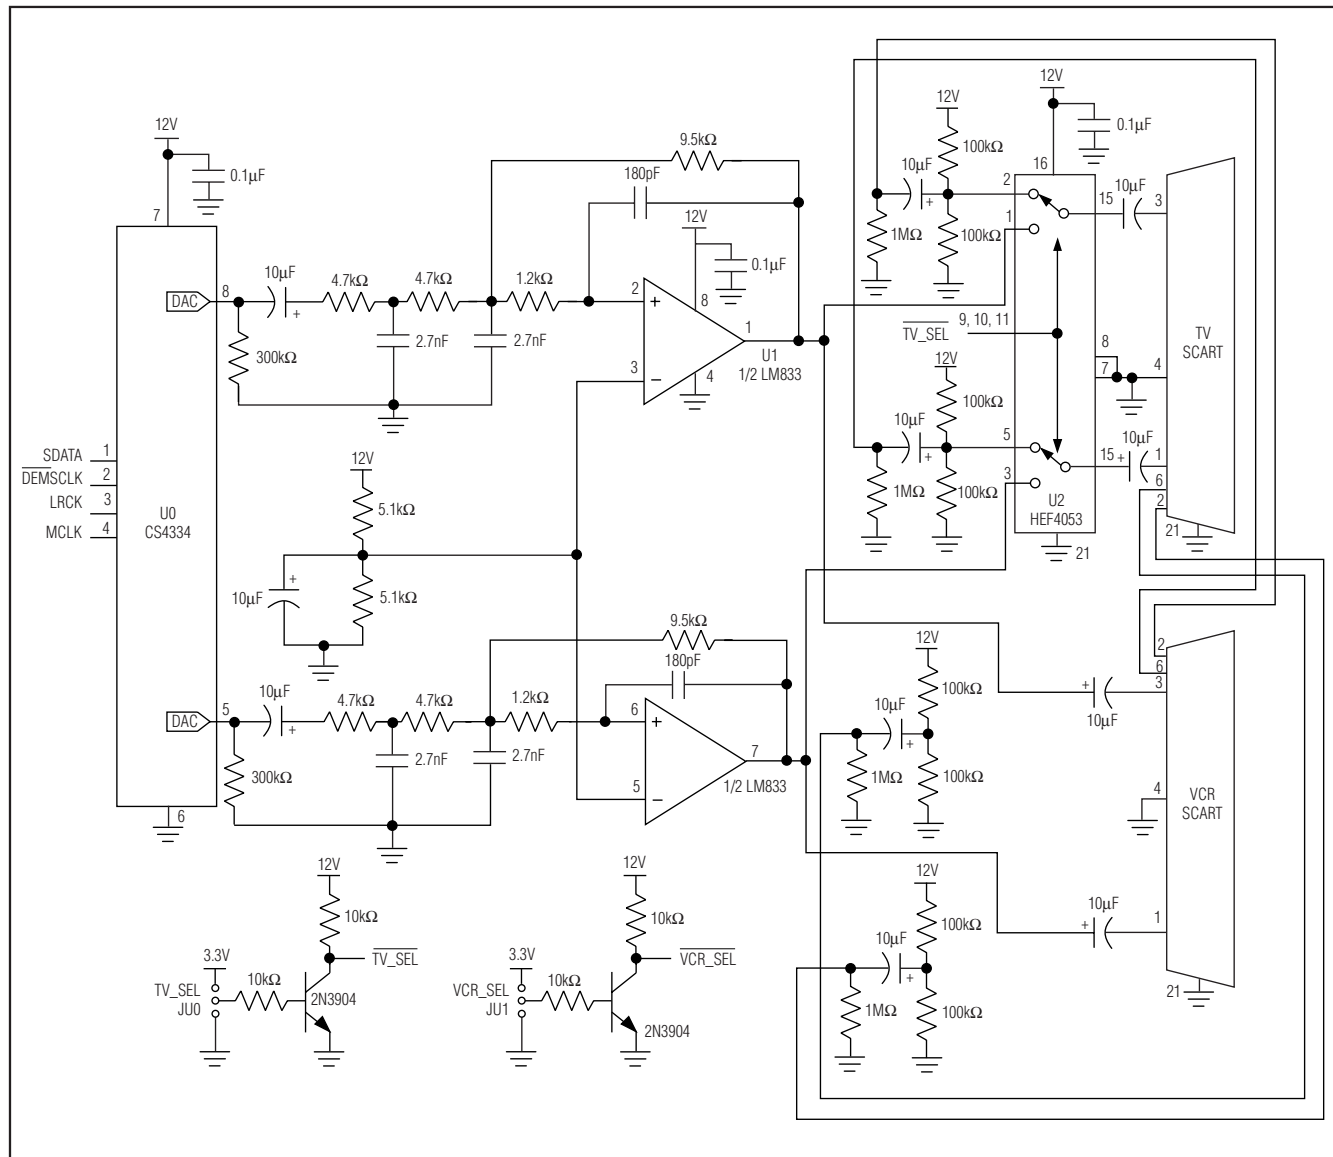 12V
0.1µF
7
DAC
8
10µF
+
4.7kΩ
4.7kΩ
1.2kΩ
9.5kΩ
180pF
12V
0.1µF
300kΩ
2.7nF
2.7nF
2
+
8
1
U1
1/2 LM833
3
–
4
SDATA
1
DEMSCLK
2
LRCK
3
MCLK
4
U0
CS4334
12V
5.1kΩ
+
10µF
5.1kΩ
DAC
5
10µF
+
4.7kΩ
4.7kΩ
1.2kΩ
9.5kΩ
180pF
300kΩ
2.7nF
2.7nF
6
+
7
1/2 LM833
5
–
6
12V
10kΩ
TV_SEL
3.3V
TV_SEL
JU0
10kΩ
2N3904
12V
10kΩ
VCR_SEL
3.3V
VCR_SEL
JU1
10kΩ
2N3904
12V
100kΩ
10µF
+
1MΩ
100kΩ
12V
0.1µF
16
2
1
15
10µF
3
TV_SEL
9, 10, 11
8
7
4
TV
SCART
12V
100kΩ
10µF
+
1MΩ
100kΩ
5
3
15
+
10µF
1
6
2
U2
HEF4053
21
21
12V
100kΩ
10µF
+
1MΩ
100kΩ
2
6
3
+
10µF
4
VCR
SCART
12V
100kΩ
10µF
+
1MΩ
100kΩ
10µF
+
1
21